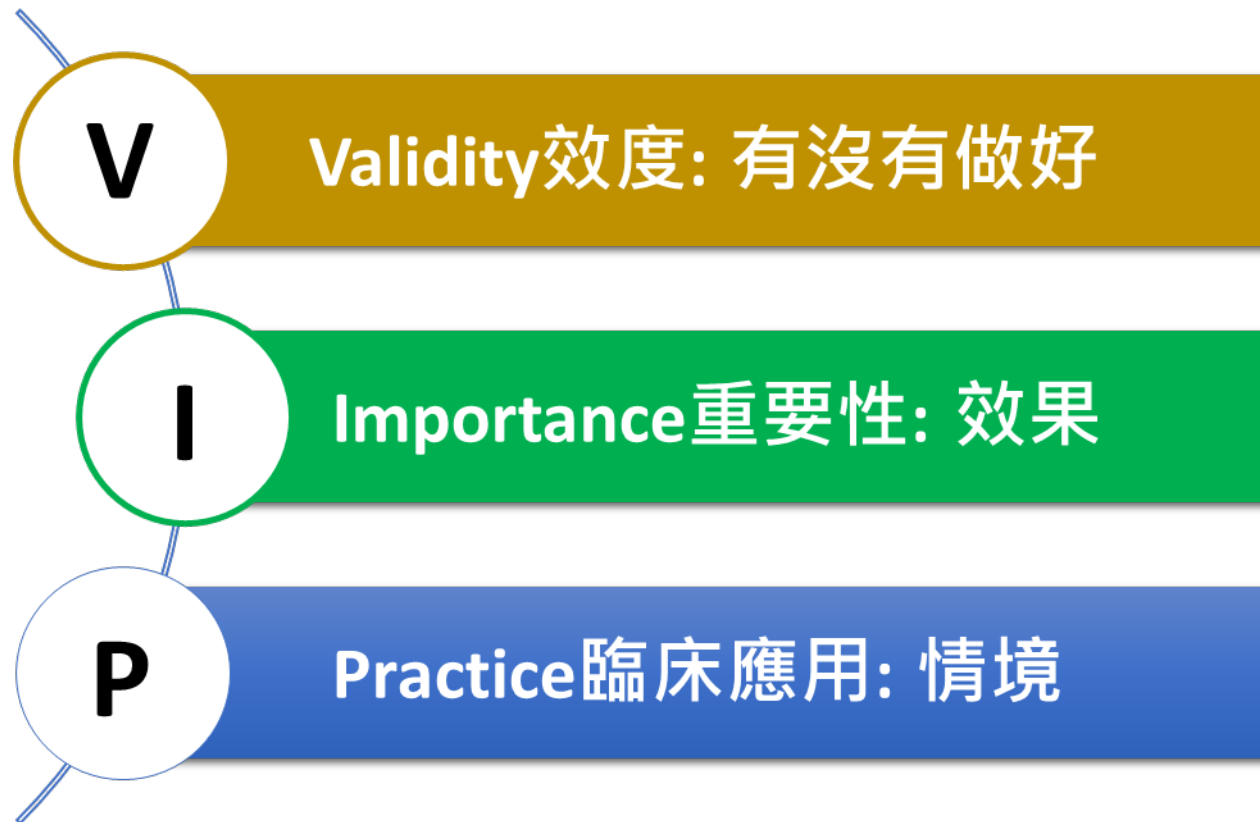 V
Validity效度: 有沒有做好
I
Importance重要性: 效果
P
Practice臨床應用: 情境